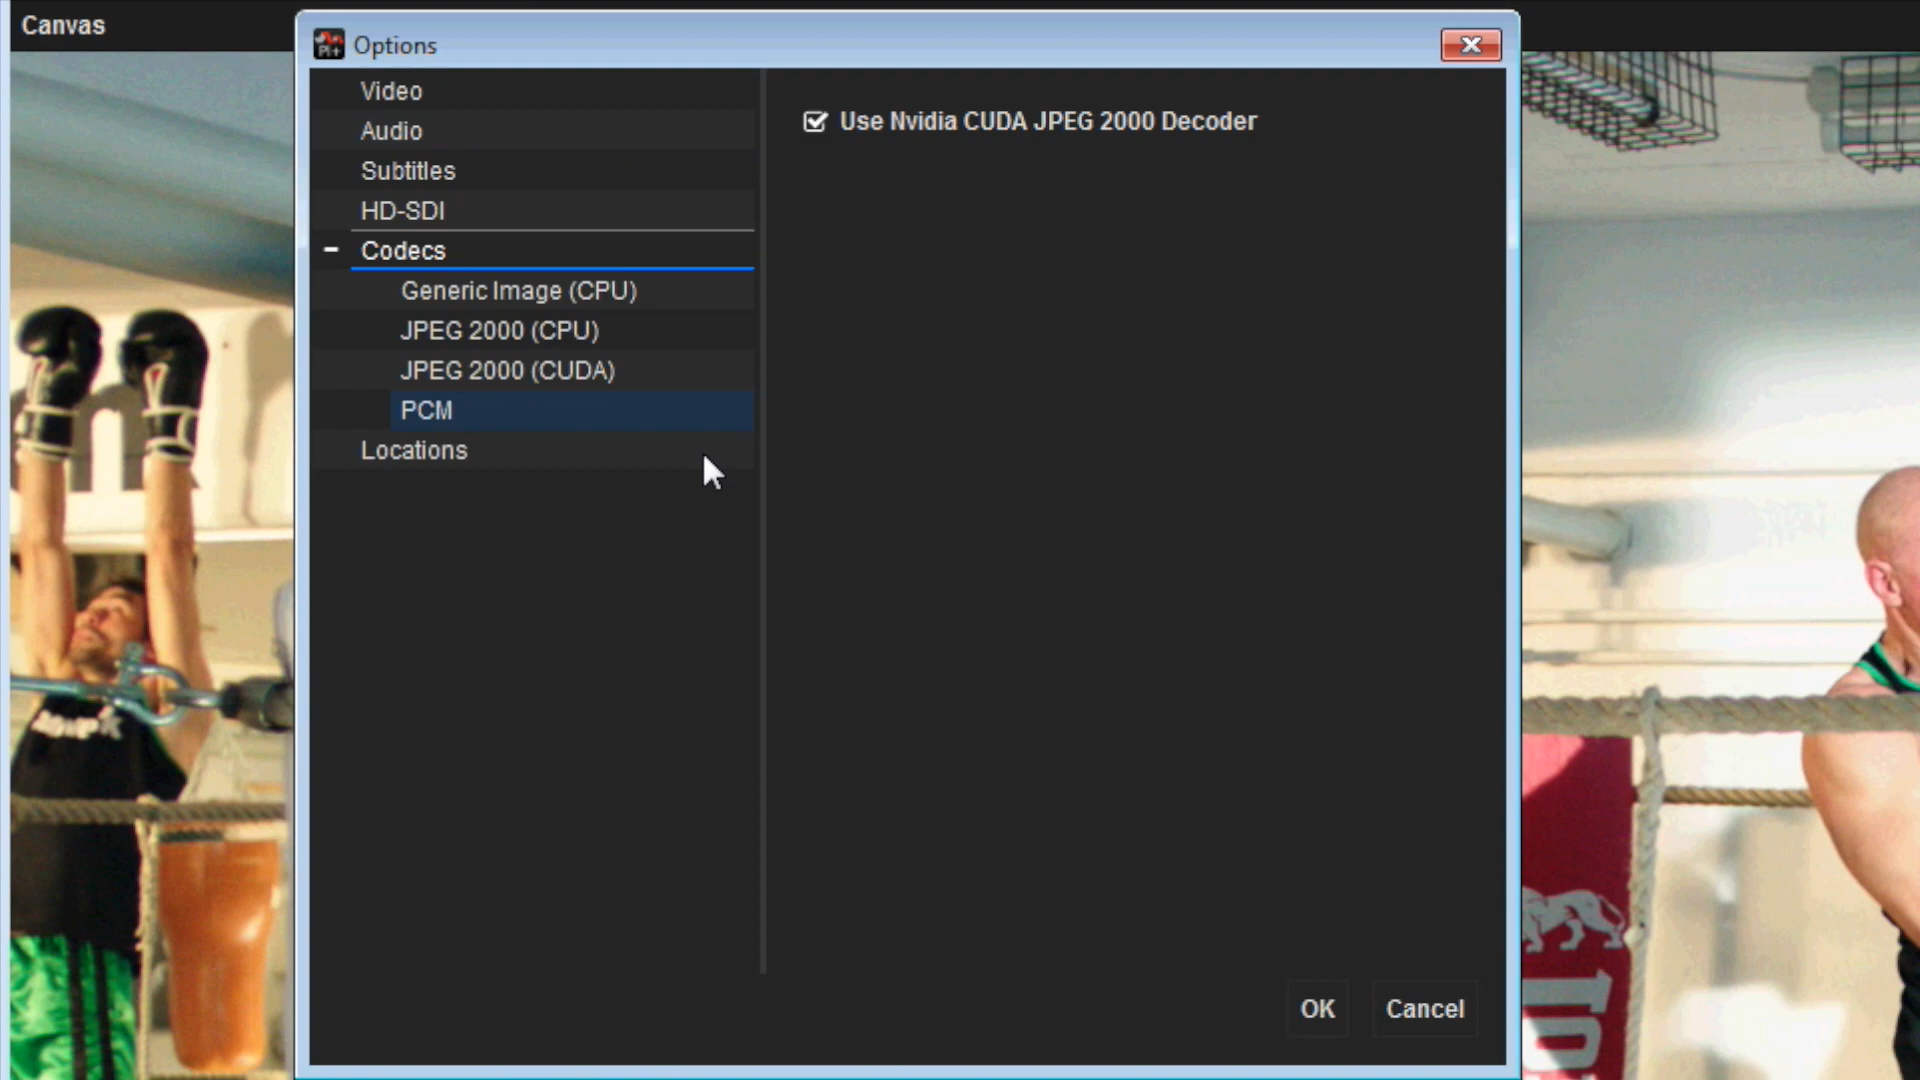 Canvas
Pl+
Options
Video
Audio
Subtitles
HD-SDI
Codecs
Generic Image (CPU)
JPEG 2000 (CPU)
JPEG 2000 (CUDA)
PCM
Locations
Use Nvidia CUDA JPEG 2000 Decoder
OK
Cancel